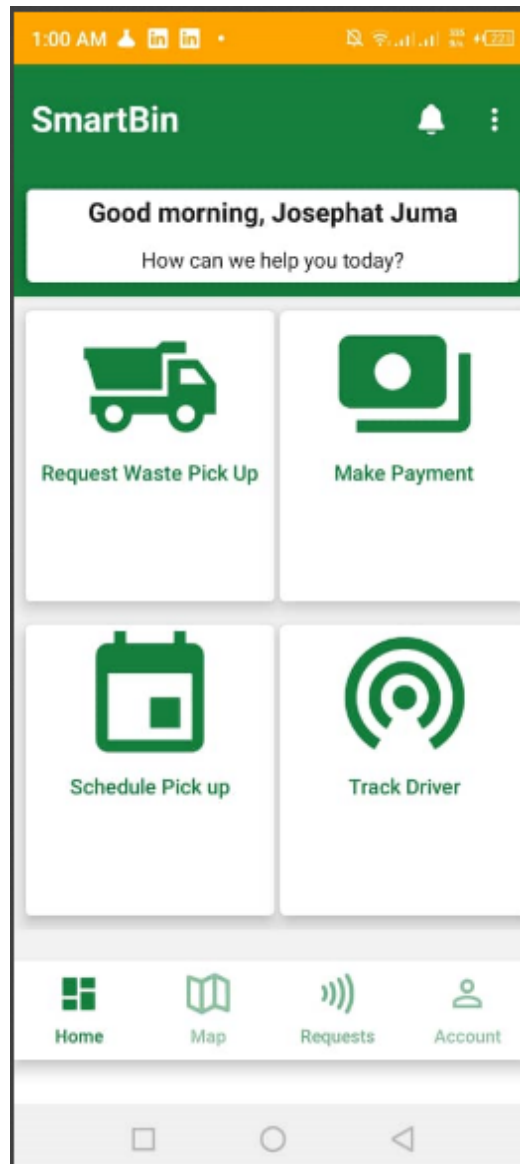 1:00 AM
SmartBin
Good morning, Josephat Juma
How can we help you today?
Request Waste Pick Up
Make Payment
Schedule Pick up
Track Driver
Home
Map
Requests
Account